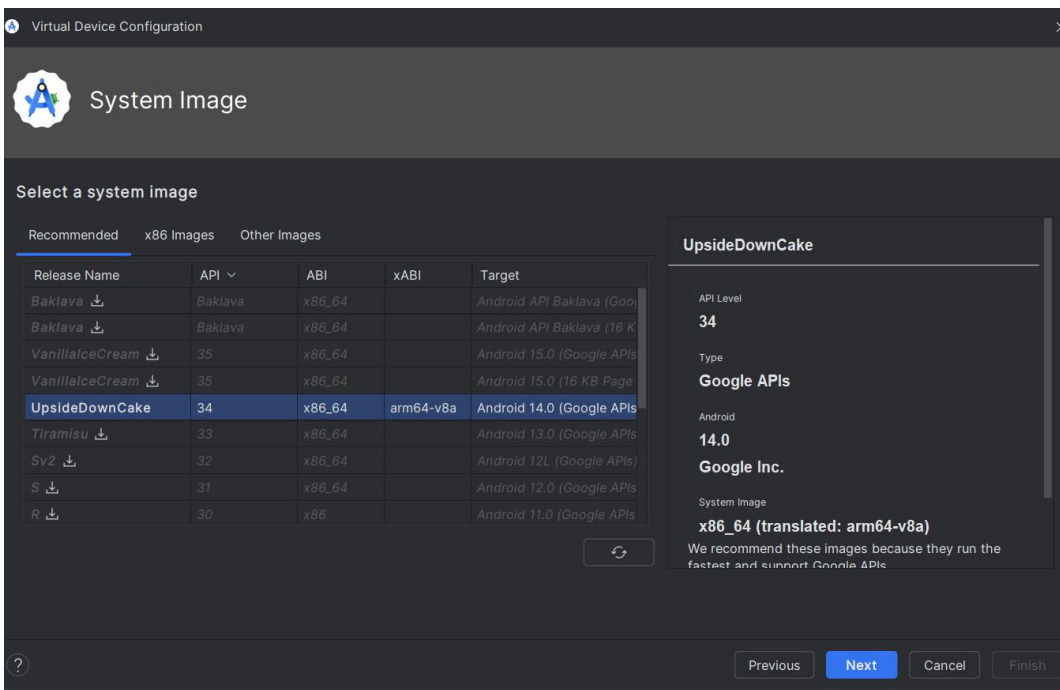 Virtual Device Configuration
System Image
Select a system image
Recommended x86 Images Other Images
Release Name API ABI xABI Target
Baklava Baklava x86_64 Android API Baklava (Goog
Baklava Baklava x86_64 Android API Baklava (16 K
VanillaIceCream 35 x86_64 Android 15.0 (Google APIs
VanillaIceCream 35 x86_64 Android 15.0 (16 KB Page
UpsideDownCake 34 x86_64 arm64-v8a Android 14.0 (Google APIs
Tiramisu 33 x86_64 Android 13.0 (Google APIs
Sv2 32 x86_64 Android 12L (Google APIs)
S 31 x86_64 Android 12.0 (Google APIs
R 30 x86 Android 11.0 (Google APIs
UpsideDownCake
API Level
34
Type
Google APIs
Android
14.0
Google Inc.
System Image
x86_64 (translated: arm64-v8a)
We recommend these images because they run the
fastest and support Google APIs
? Previous Next Cancel Finish